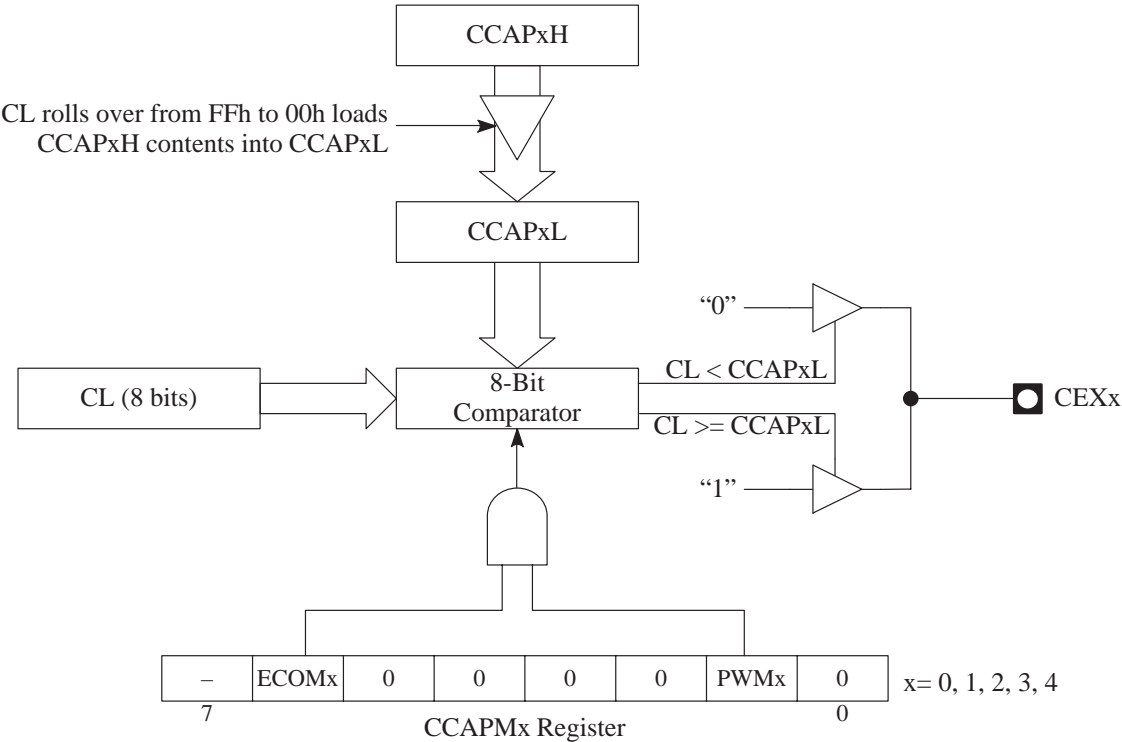 CCAPxH
CL rolls over from FFh to 00h loads
CCAPxH contents into CCAPxL
CCAPxL
“0”
CL < CCAPxL
CL (8 bits)
8-Bit
Comparator
CEXx
CL >= CCAPxL
“1”
– ECOMx 0 0 0 0 PWMx 0
x= 0, 1, 2, 3, 4
7 0
CCAPMx Register